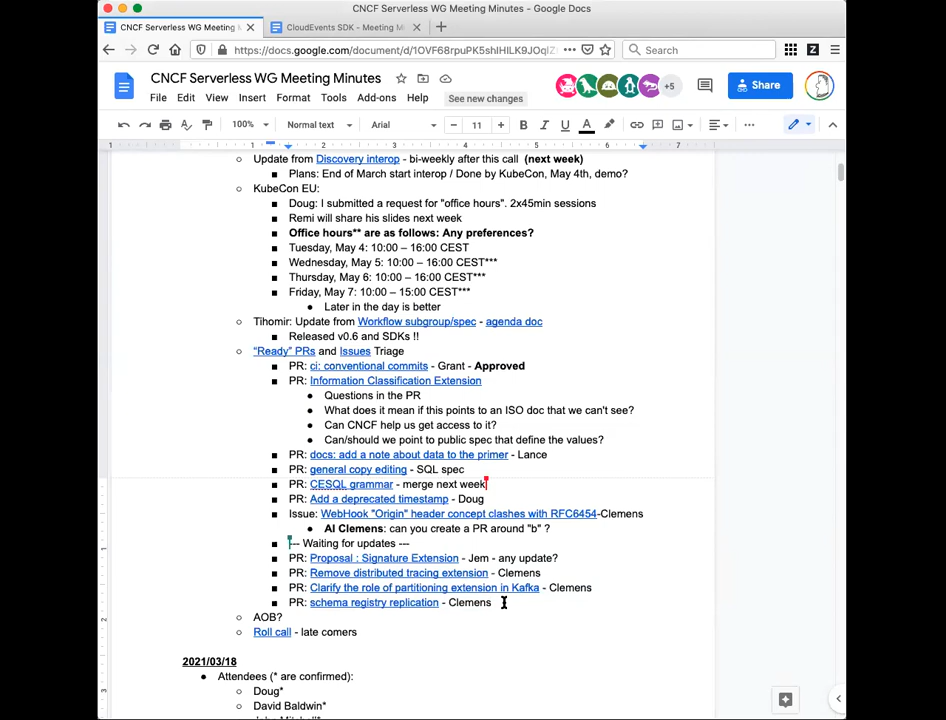 CNCF Serverless WG Meeting Minutes - Google Docs
CNCF Serverless WG Meeting M
CloudEvents SDK - Meeting Mi
https://docs.google.com/document/d/1OVF68rpuPK5shIHILK9JOqlZ
Search
CNCF Serverless WG Meeting Minutes
+5
Share
File Edit View Insert Format Tools Add-ons Help See new changes
100% Normal text Arial 11
1 1 2 3 4 5 6 7
Update from Discovery interop - bi-weekly after this call (next week)
Plans: End of March start interop / Done by KubeCon, May 4th, demo?
KubeCon EU:
Doug: I submitted a request for "office hours". 2x45min sessions
Remi will share his slides next week
Office hours** are as follows: Any preferences?
Tuesday, May 4: 10:00 – 16:00 CEST
Wednesday, May 5: 10:00 – 16:00 CEST***
Thursday, May 6: 10:00 – 16:00 CEST***
Friday, May 7: 10:00 – 15:00 CEST***
Later in the day is better
Tihomir: Update from Workflow subgroup/spec - agenda doc
Released v0.6 and SDKs !!
“Ready” PRs and Issues Triage
PR: ci: conventional commits - Grant - Approved
PR: Information Classification Extension
Questions in the PR
What does it mean if this points to an ISO doc that we can't see?
Can CNCF help us get access to it?
Can/should we point to public spec that define the values?
PR: docs: add a note about data to the primer - Lance
PR: general copy editing - SQL spec
PR: CESQL grammar - merge next week
PR: Add a deprecated timestamp - Doug
Issue: WebHook "Origin" header concept clashes with RFC6454-Clemens
AI Clemens: can you create a PR around "b" ?
--- Waiting for updates ---
PR: Proposal : Signature Extension - Jem - any update?
PR: Remove distributed tracing extension - Clemens
PR: Clarify the role of partitioning extension in Kafka - Clemens
PR: schema registry replication - Clemens
AOB?
Roll call - late comers
2021/03/18
Attendees (* are confirmed):
Doug*
David Baldwin*